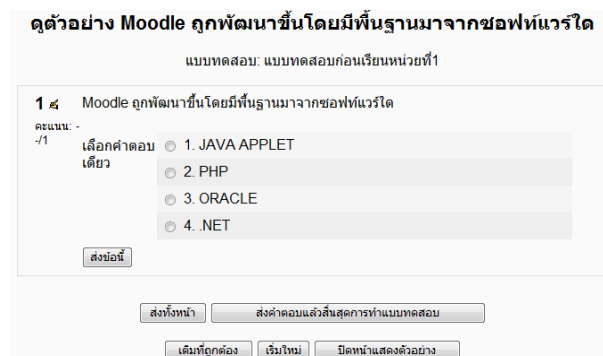 ดูตัวอย่าง Moodle ถูกพัฒนาขึ้นโดยมีพื้นฐานมาจากซอฟท์แวร์ใด
แบบทดสอบ: แบบทดสอบก่อนเรียนหน่วยที่1
1 Moodle ถูกพัฒนาขึ้นโดยมีพื้นฐานมาจากซอฟท์แวร์ใด
คะแนน: -
-/1
เลือกคำตอบ
เดียว
1. JAVA APPLET
2. PHP
3. ORACLE
4. .NET
ส่งข้อนี้
ส่งทั้งหน้า ส่งคำตอบแล้วสิ้นสุดการทำแบบทดสอบ
เติมที่ถูกต้อง เริ่มใหม่ ปิดหน้าแสดงตัวอย่าง